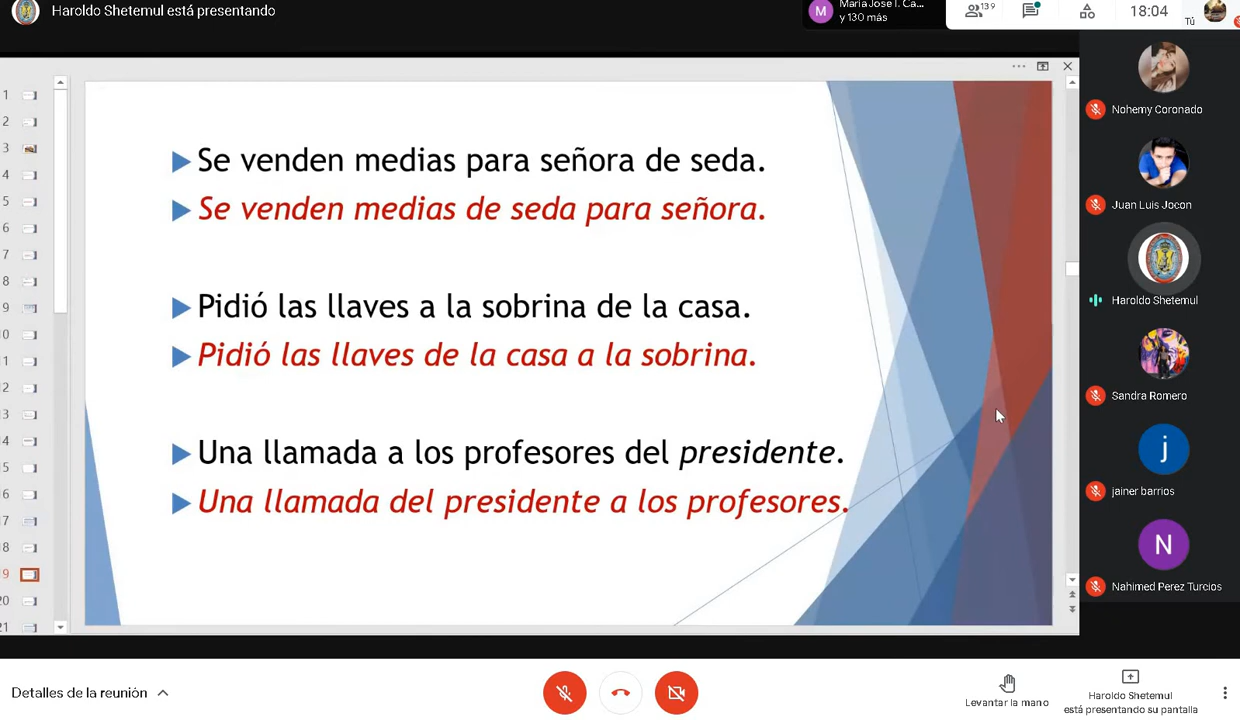 Haroldo Shetemul está presentando
María José I. Ca...
y 130 más
139
18:04
Tú
1
2
3
4
5
6
7
8
9
0
1
2
3
4
5
6
7
8
9
0
21
Se venden medias para señora de seda.
Se venden medias de seda para señora.
Pidió las llaves a la sobrina de la casa.
Pidió las llaves de la casa a la sobrina.
Una llamada a los profesores del presidente.
Una llamada del presidente a los profesores.
Nohemy Coronado
Juan Luis Jocon
Haroldo Shetemul
Sandra Romero
j
jainer barrios
N
Nahimed Perez Turcios
M
Detalles de la reunión
Levantar la mano
Haroldo Shetemul
está presentando su pantalla